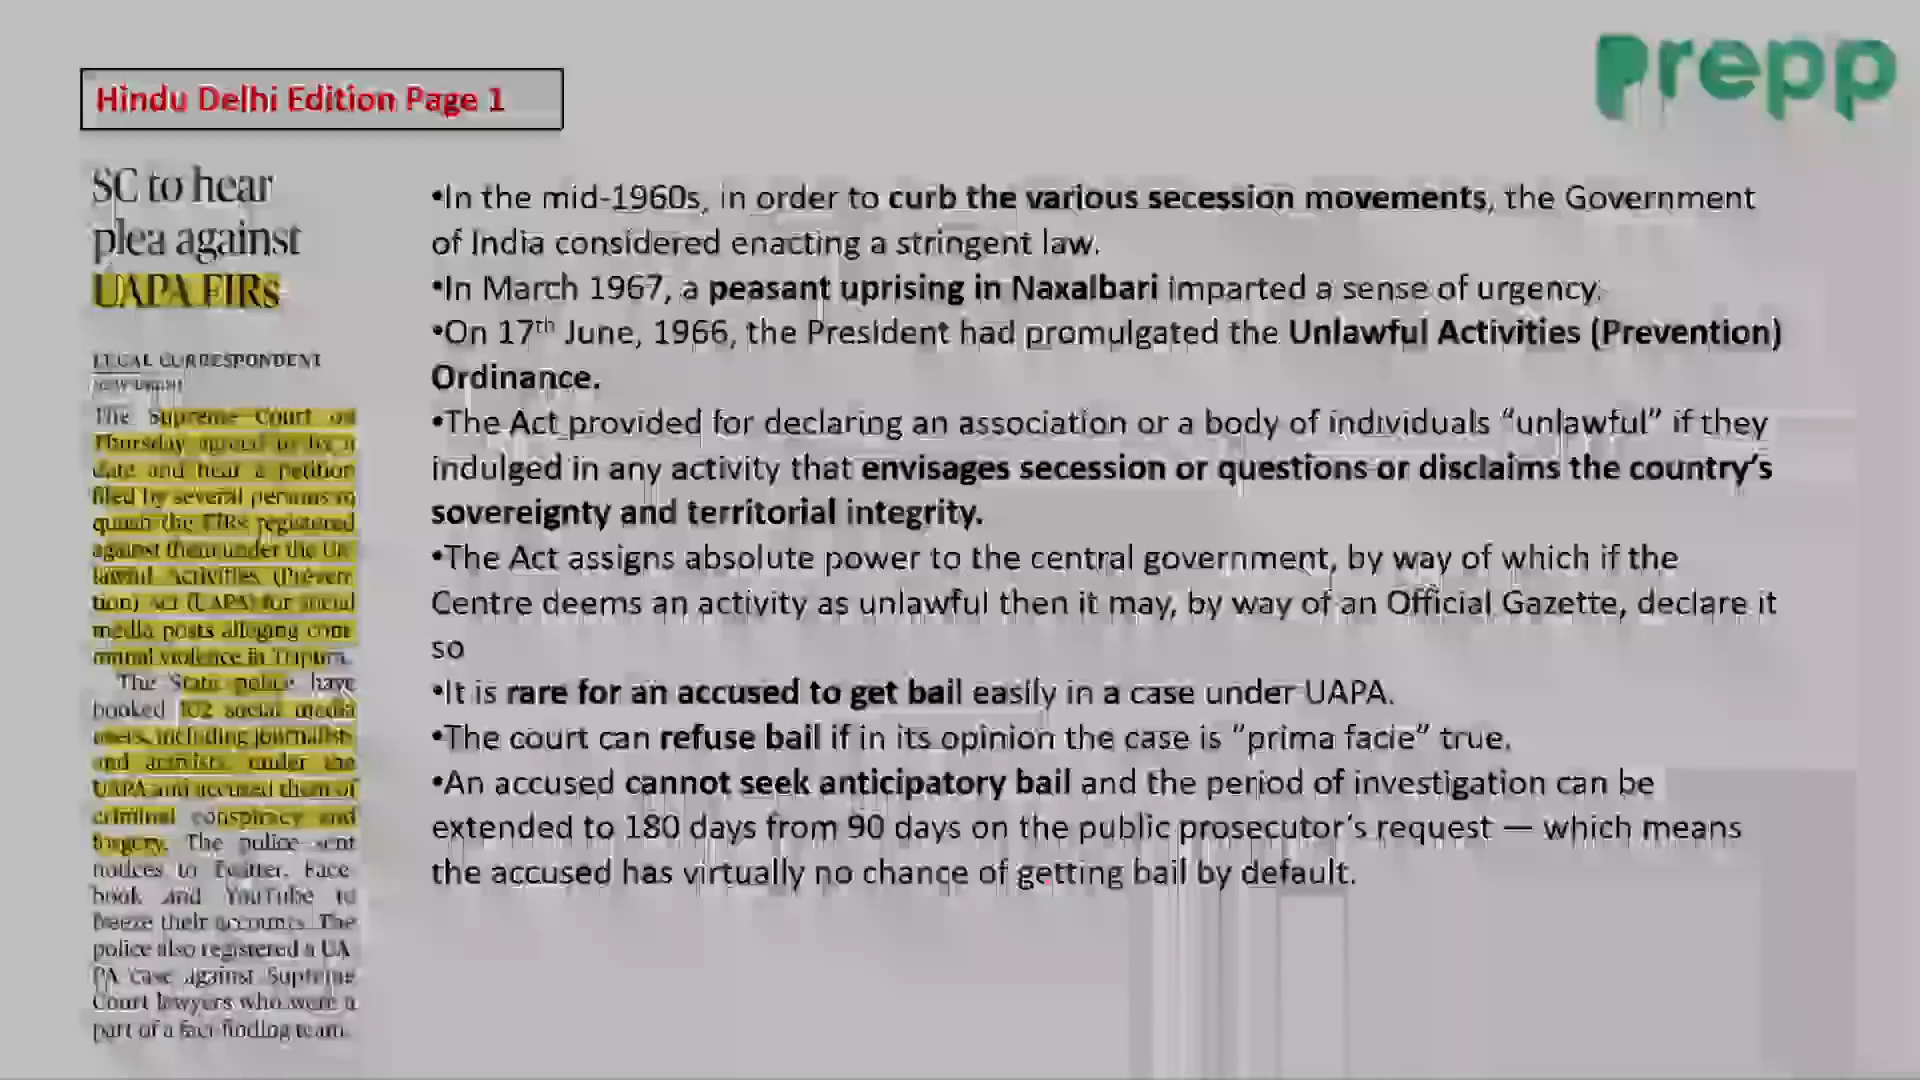 prepp
Hindu Delhi Edition Page 1
SC to hear
plea against
UAPA FIRs
LEGAL CORRESPONDENT
NEW DELHI
The Supreme Court on
Thursday agreed to fix a
date and hear a petition
filed by several persons to
quash the FIRs registered
against them under the Un
lawful Activities (Preven
tion) Act (UAPA) for social
media posts alleging com
munal violence in Tripura.
The State police have
booked 102 social media
users, including journalists
and activists, under the
UAPA and accused them of
criminal conspiracy and
forgery. The police sent
notices to Twitter, Face
book and YouTube to
freeze their accounts. The
police also registered a UA
PA case against Supreme
Court lawyers who were a
part of a fact-finding team.
•In the mid-1960s, in order to curb the various secession movements, the Government
of India considered enacting a stringent law.
•In March 1967, a peasant uprising in Naxalbari imparted a sense of urgency.
•On 17th June, 1966, the President had promulgated the Unlawful Activities (Prevention)
Ordinance.
•The Act provided for declaring an association or a body of individuals “unlawful” if they
indulged in any activity that envisages secession or questions or disclaims the country’s
sovereignty and territorial integrity.
•The Act assigns absolute power to the central government, by way of which if the
Centre deems an activity as unlawful then it may, by way of an Official Gazette, declare it
so
•It is rare for an accused to get bail easily in a case under UAPA.
•The court can refuse bail if in its opinion the case is “prima facie” true.
•An accused cannot seek anticipatory bail and the period of investigation can be
extended to 180 days from 90 days on the public prosecutor’s request — which means
the accused has virtually no chance of getting bail by default.